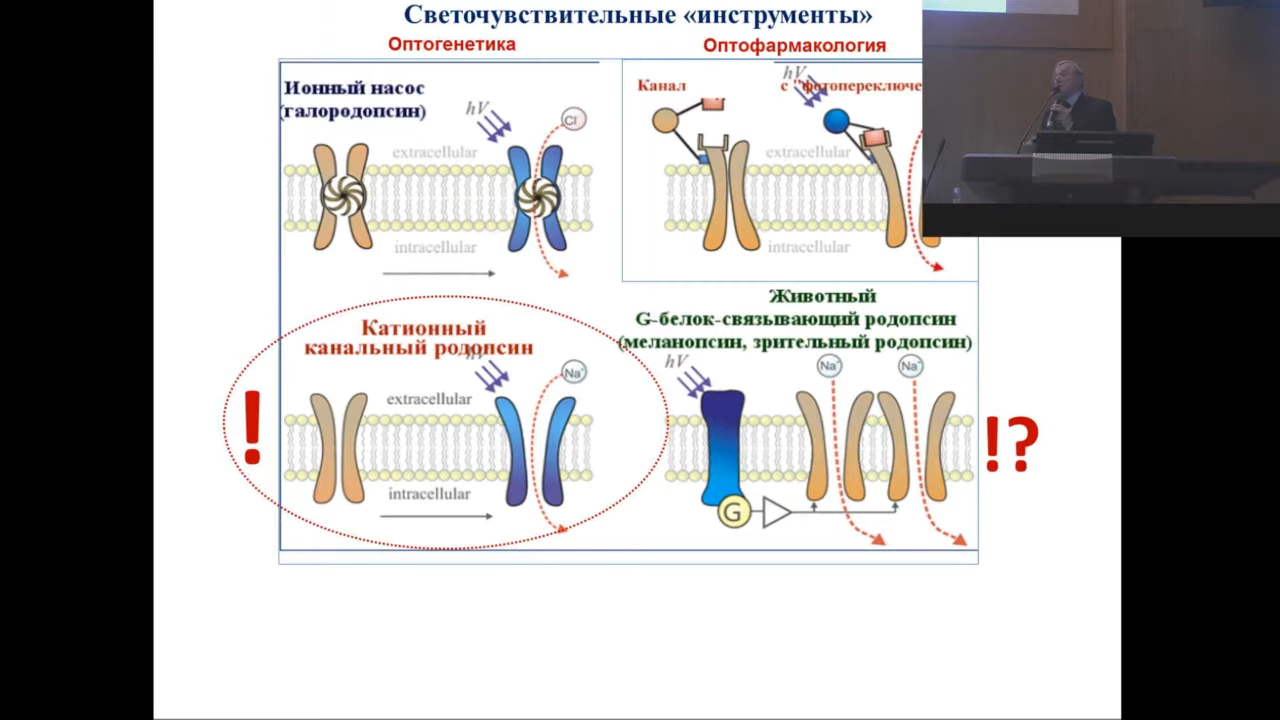 Светочувствительные «инструменты»
Оптогенетика
Оптофармакология
Ионный насос
(галородопсин)
hV
Cl
extracellular
intracellular
Канал
с "фотопереключе
hV
extracellular
intracellular
Катионный
канальный родопсин
hV
Na
extracellular
intracellular
!
Животный
G-белок-связывающий родопсин
(меланопсин, зрительный родопсин)
hV
Na
Na
G
!?